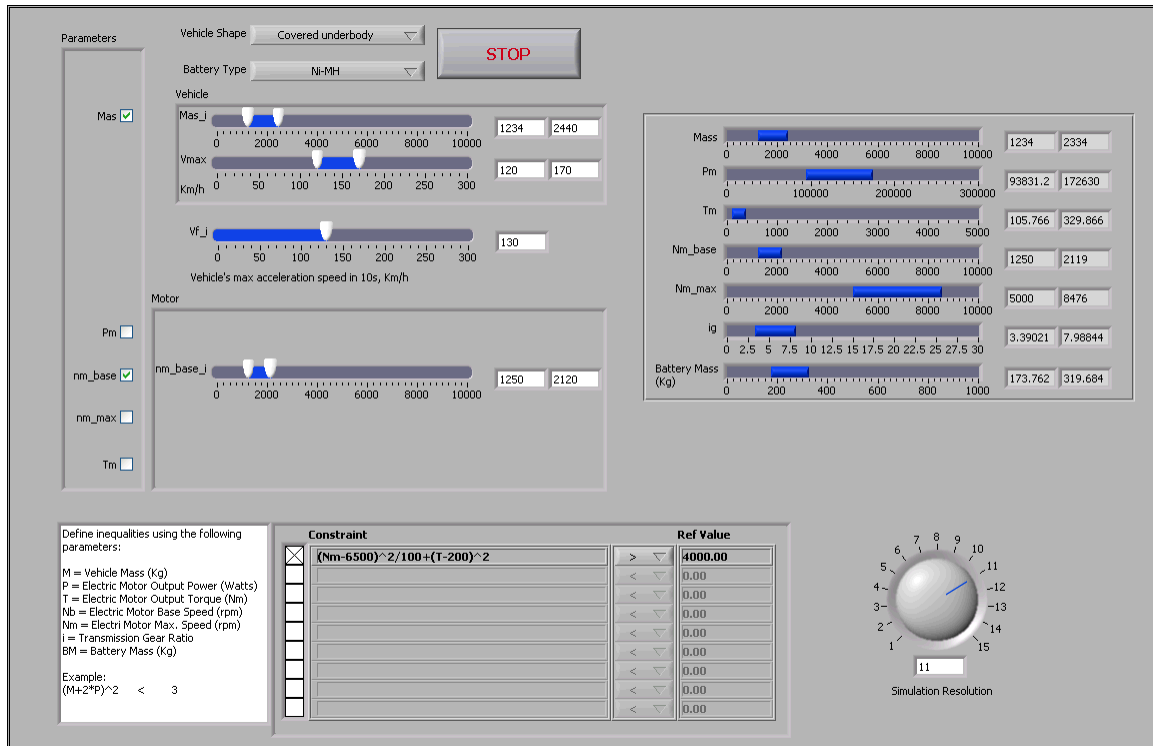 Parameters
Vehicle Shape Covered underbody
Battery Type Ni-MH
STOP
Vehicle
Mas
Mas_i 1234 2440
0 2000 4000 6000 8000 10000
Vmax 120 170
Km/h 0 50 100 150 200 250 300
Vf_i 130
0 50 100 150 200 250 300
Vehicle's max acceleration speed in 10s, Km/h
Motor
Pm
nm_base
nm_max
Tm
nm_base_i 1250 2120
0 2000 4000 6000 8000 10000
Mass 1234 2334
0 2000 4000 6000 8000 10000
Pm 93831.2 172630
0 100000 200000 300000
Tm 105.766 329.866
0 1000 2000 3000 4000 5000
Nm_base 1250 2119
0 2000 4000 6000 8000 10000
Nm_max 5000 8476
0 2000 4000 6000 8000 10000
ig 3.39021 7.98844
0 2.5 5 7.5 10 12.5 15 17.5 20 22.5 25 27.5 30
Battery Mass
(Kg) 173.762 319.684
0 200 400 600 800 1000
Define inequalities using the following
parameters:
M = Vehicle Mass (Kg)
P = Electric Motor Output Power (Watts)
T = Electric Motor Output Torque (Nm)
Nb = Electric Motor Base Speed (rpm)
Nm = Electri Motor Max. Speed (rpm)
i = Transmission Gear Ratio
BM = Battery Mass (Kg)
Example:
(M+2*P)^2 < 3
Constraint Ref Value
(Nm-6500)^2/100+(T-200)^2 > 4000.00
< 0.00
< 0.00
< 0.00
< 0.00
< 0.00
< 0.00
< 0.00
< 0.00
1 2 3 4 5 6 7 8 9 10 11 12 13 14 15
11
Simulation Resolution